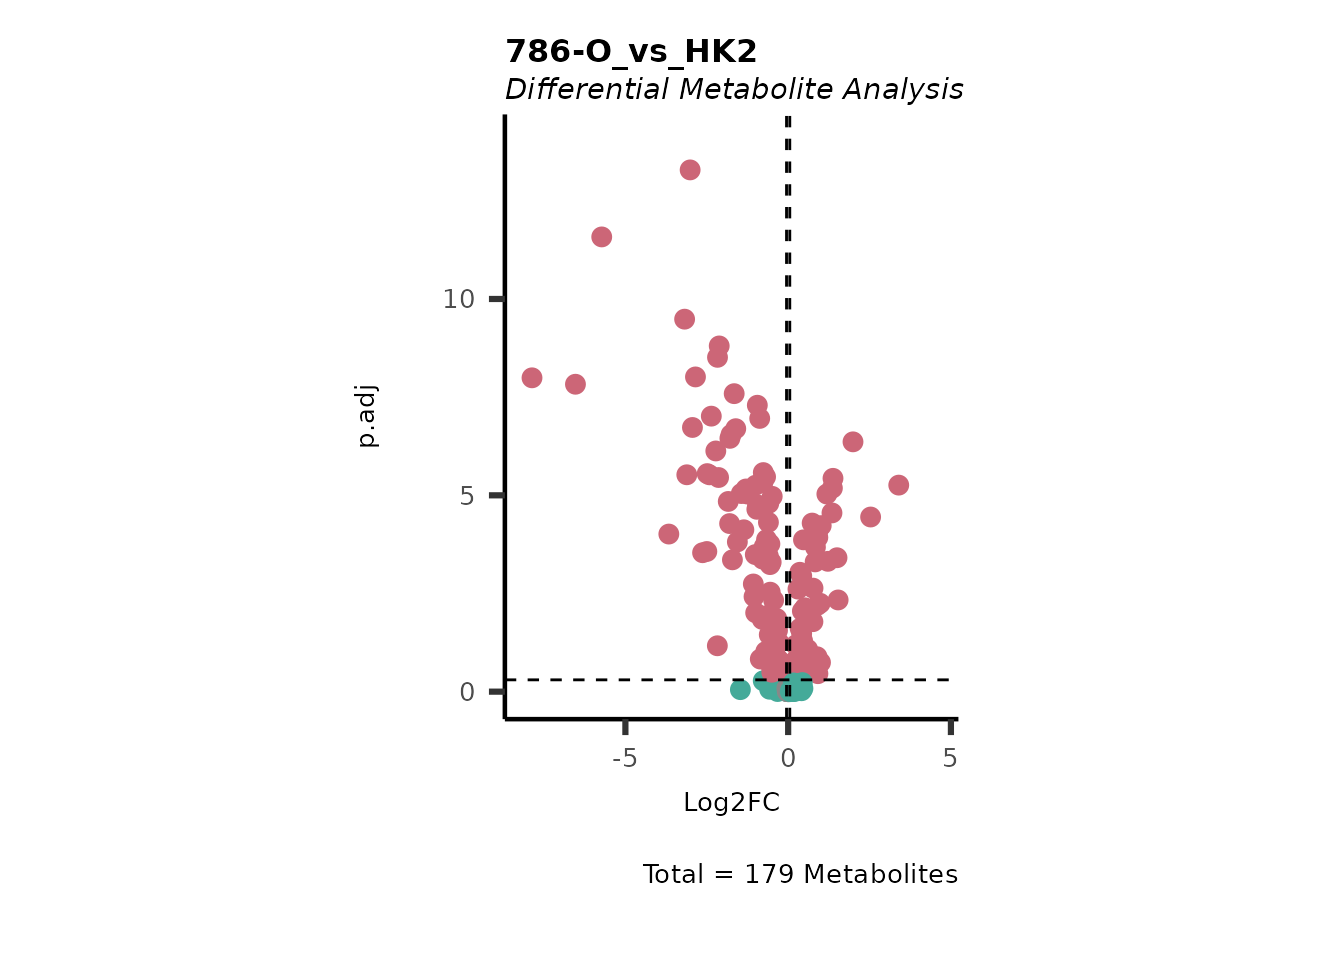 786-O_vs_HK2
Differential Metabolite Analysis
10
5
0
p.adj
-5
0
5
Log2FC
Total = 179 Metabolites